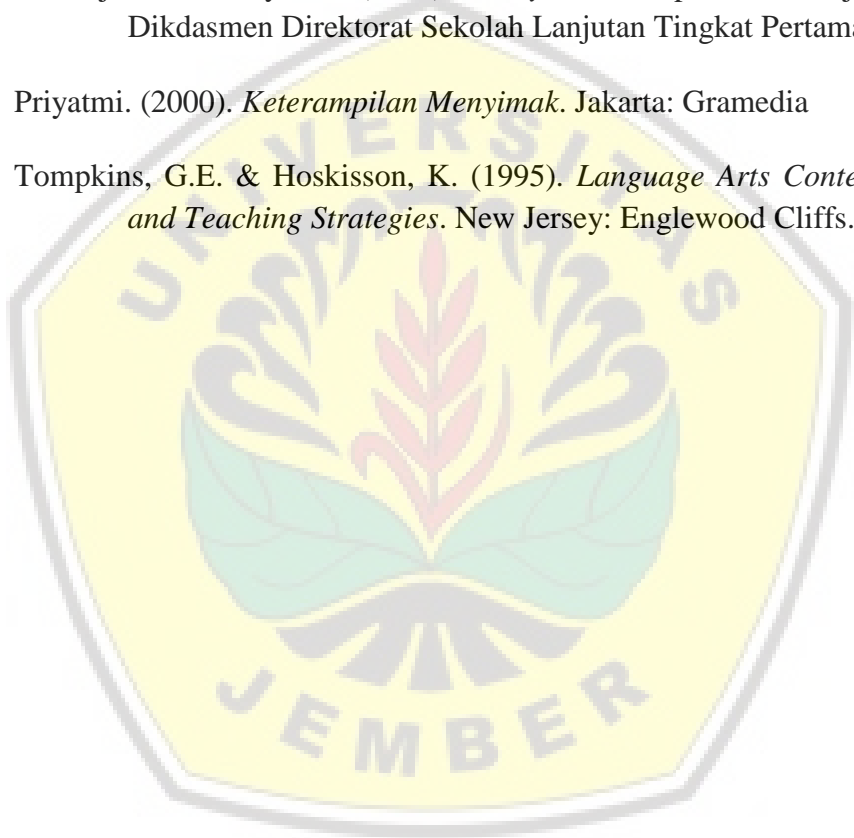 Dikdasmen Direktorat Sekolah Lanjutan Tingkat Pertama
Priyatmi. (2000). Keterampilan Menyimak. Jakarta: Gramedia
Tompkins, G.E. & Hoskisson, K. (1995). Language Arts Conte
and Teaching Strategies. New Jersey: Englewood Cliffs.
UNIVERSITAS
JEMBER